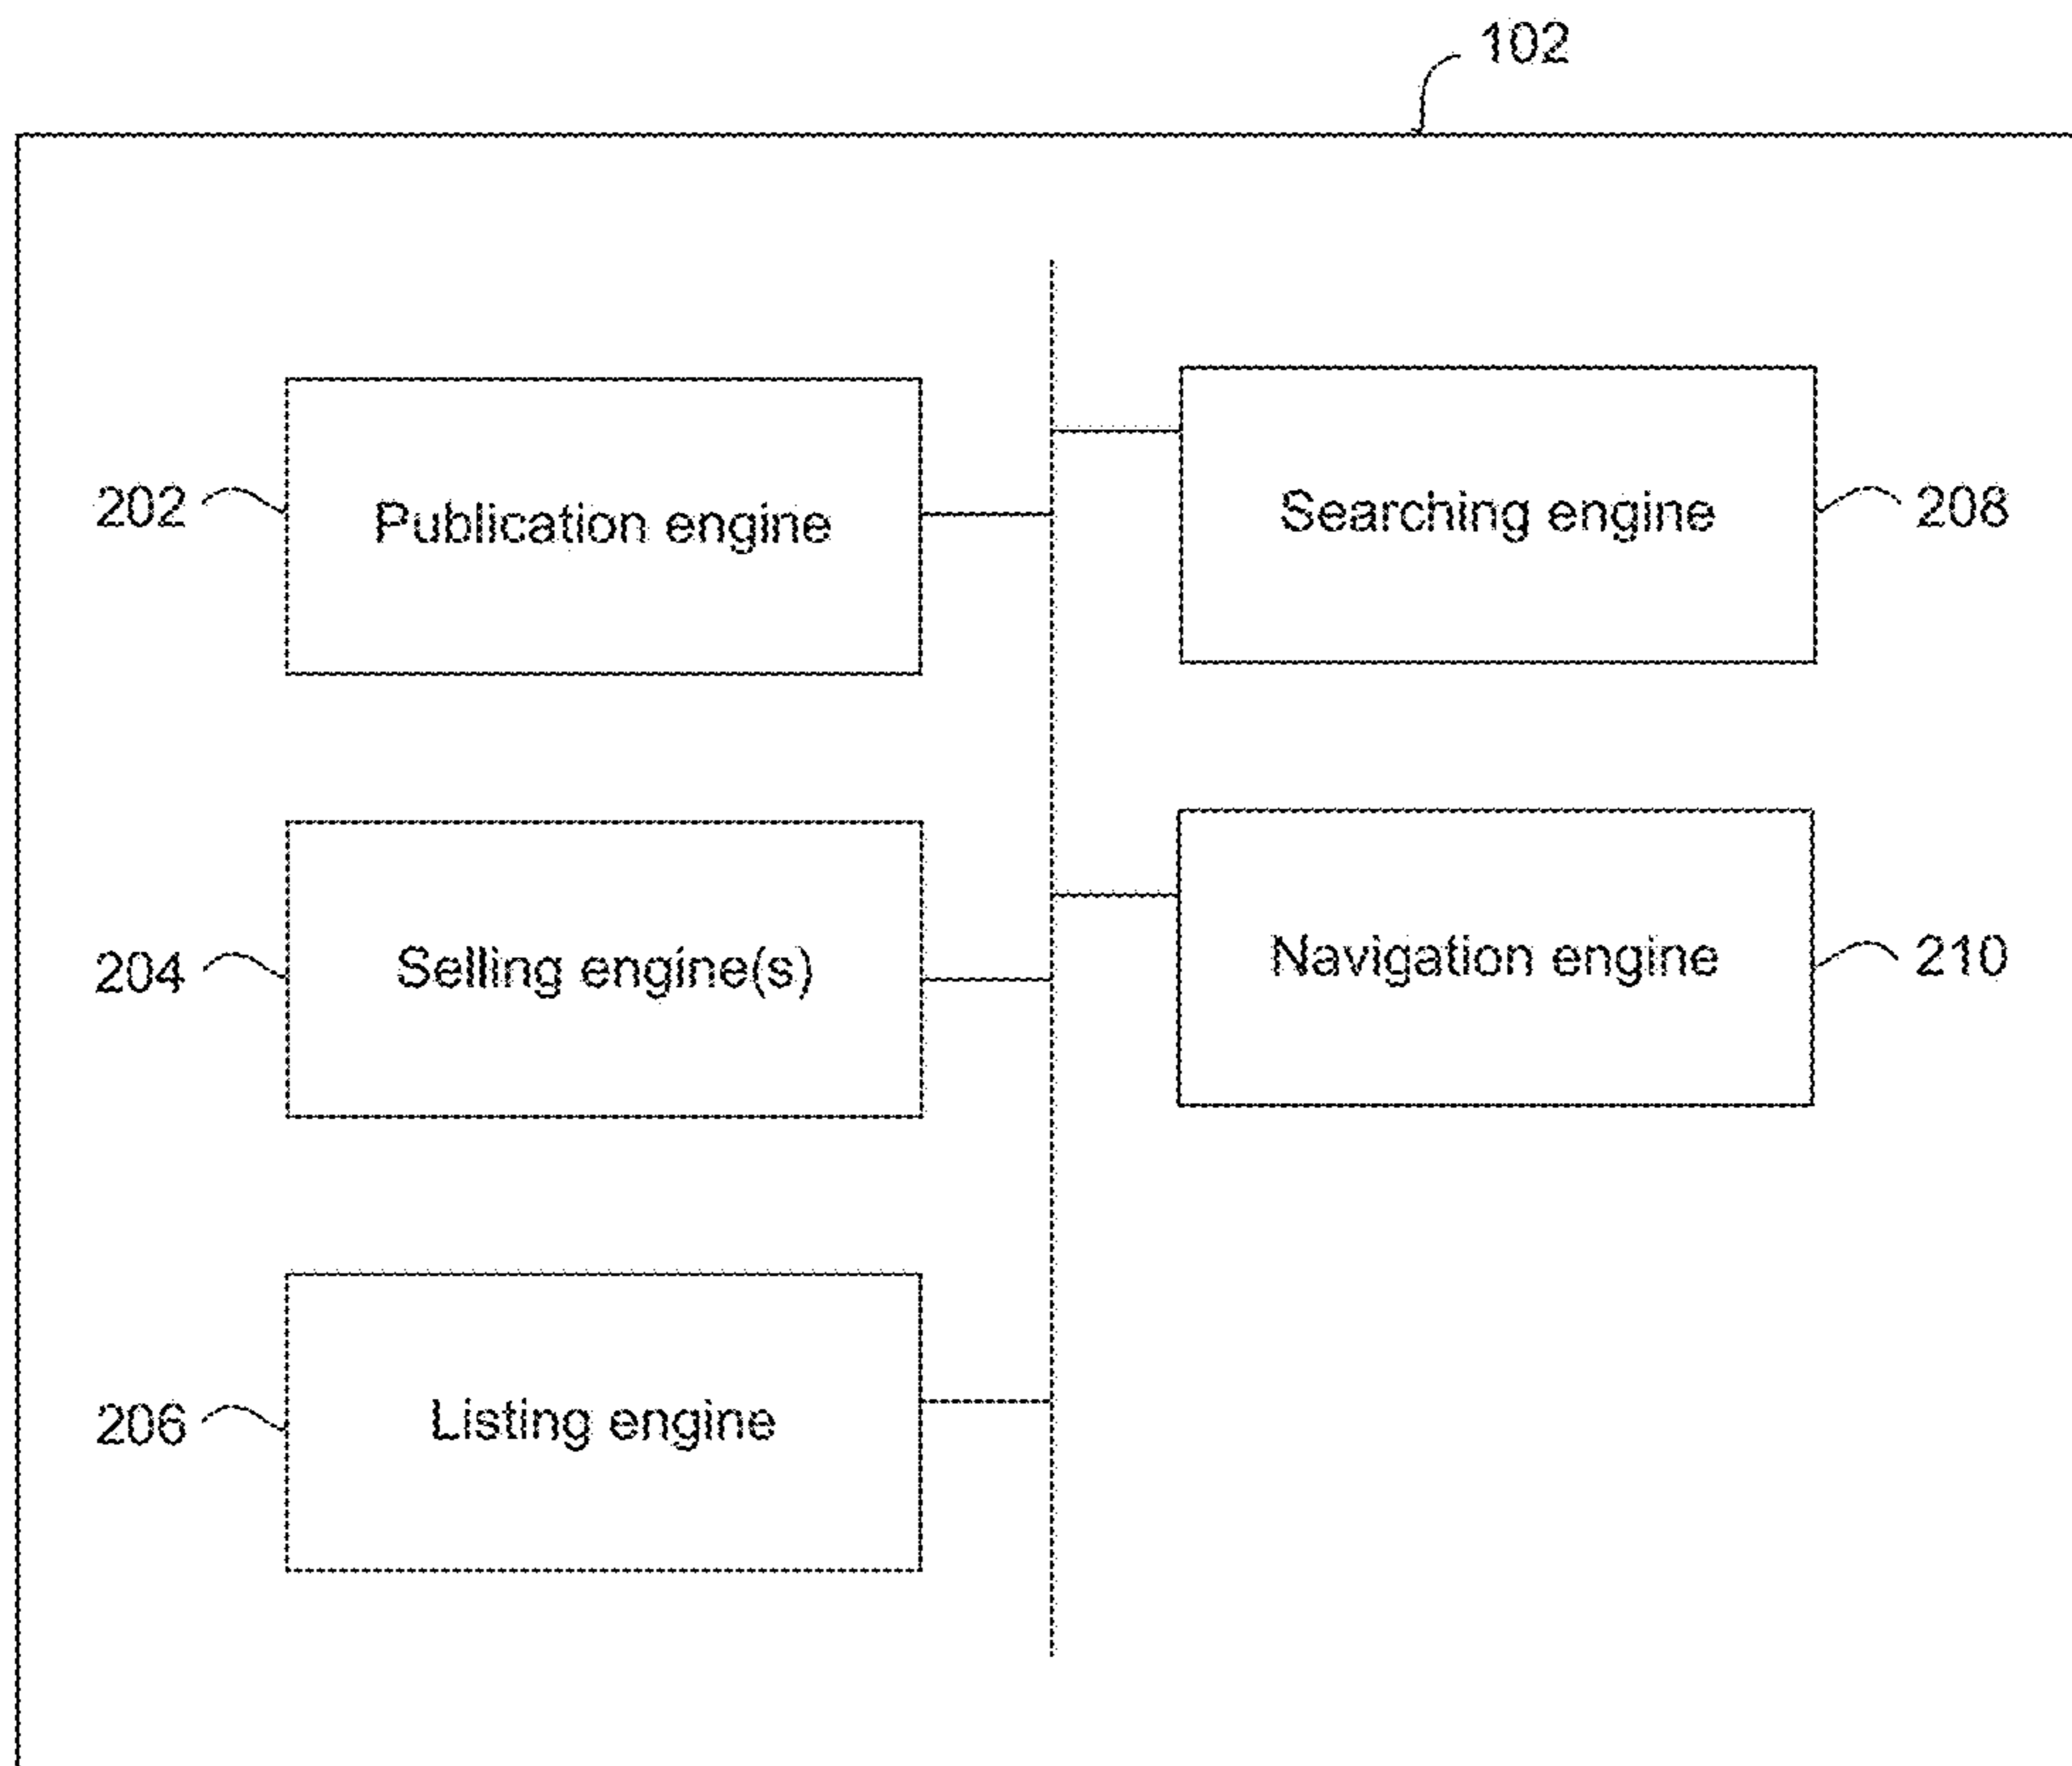 102
202
Publication engine
Searching engine
208
204
Selling engine(s)
Navigation engine
210
206
Listing engine